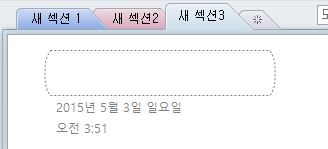 새 섹션 1 새 섹션2 새 섹션3
2015년 5월 3일 일요일
오전 3:51